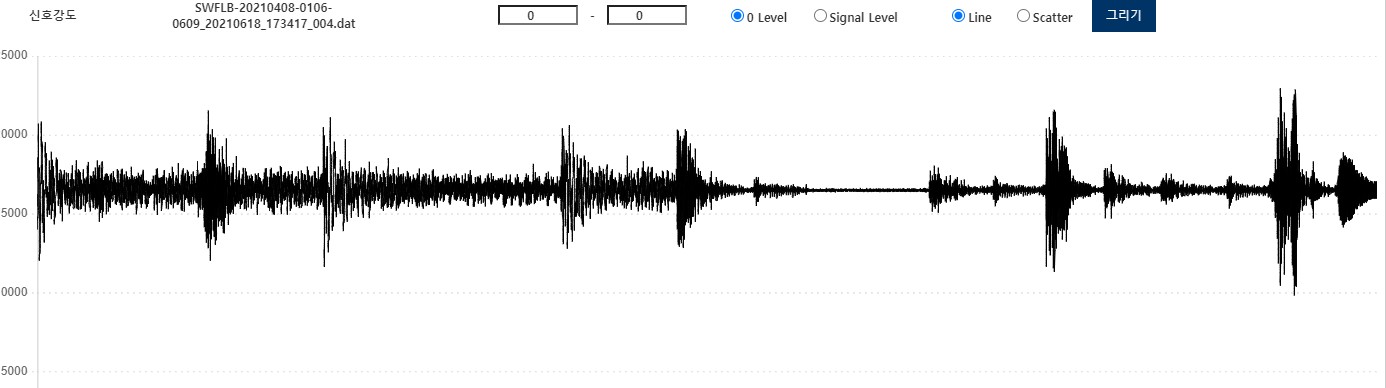 신호강도
SWFLB-20210408-0106-
0609_20210618_173417_004.dat
0 - 0
0 Level Signal Level
Line Scatter
그리기
5000
0000
5000
0000
5000